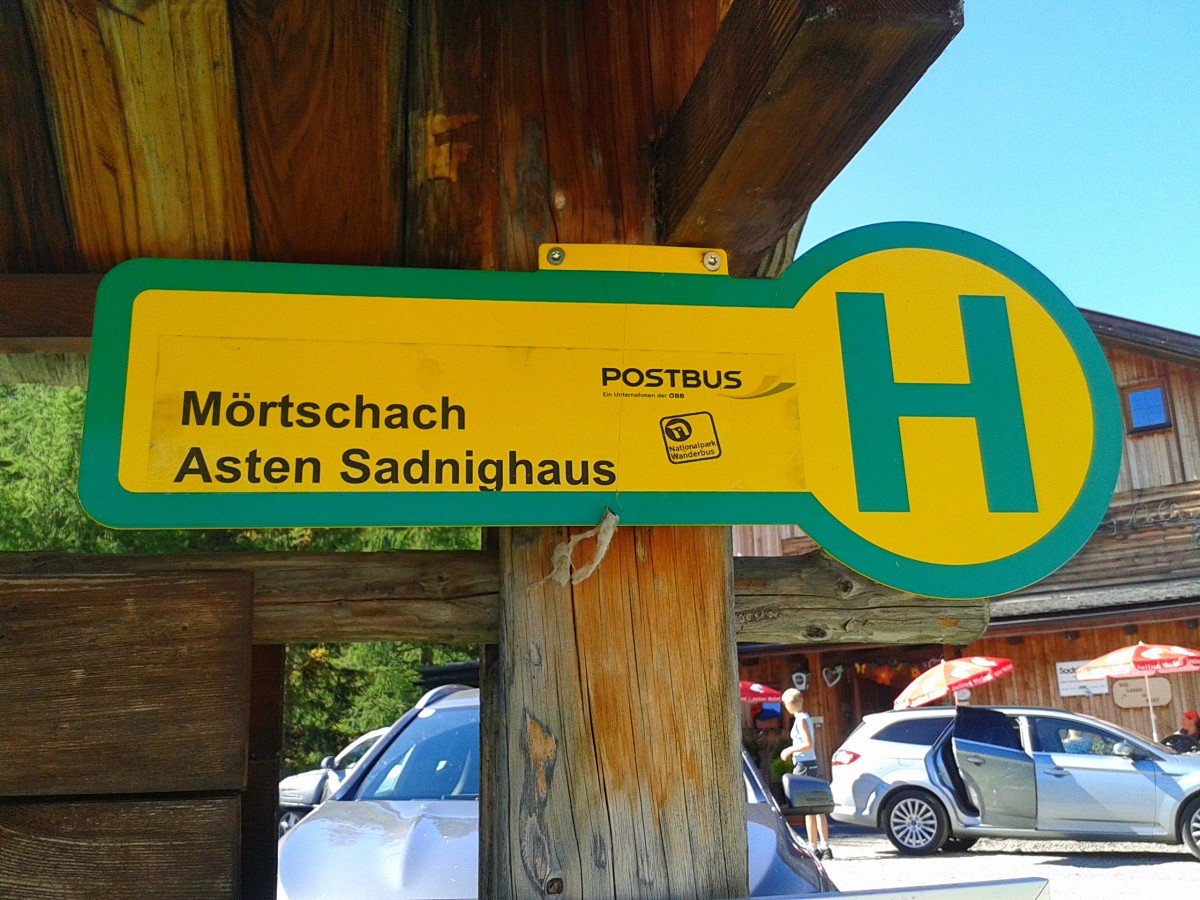 POSTBUS
Ein Unternehmen der ÖBB
Mörtschach
Asten Sadnighaus
Nationalpark
Wanderbus
H